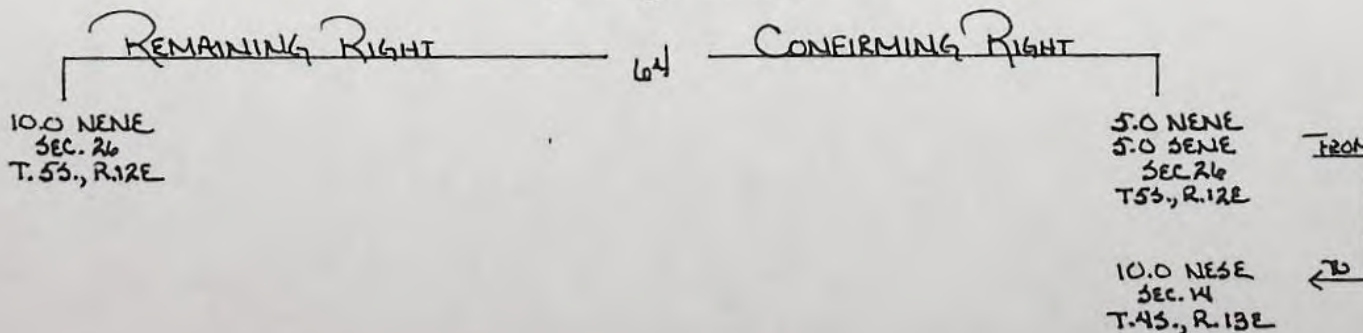 REMAINING RIGHT
64
CONFIRMING RIGHT
10.0 NENE
SEC. 26
T.5S., R.12E
5.0 NENE
5.0 SENE
SEC 26
T5S., R.12E
FROM
10.0 NESE
SEC. 14
T.4S., R.13E
TO